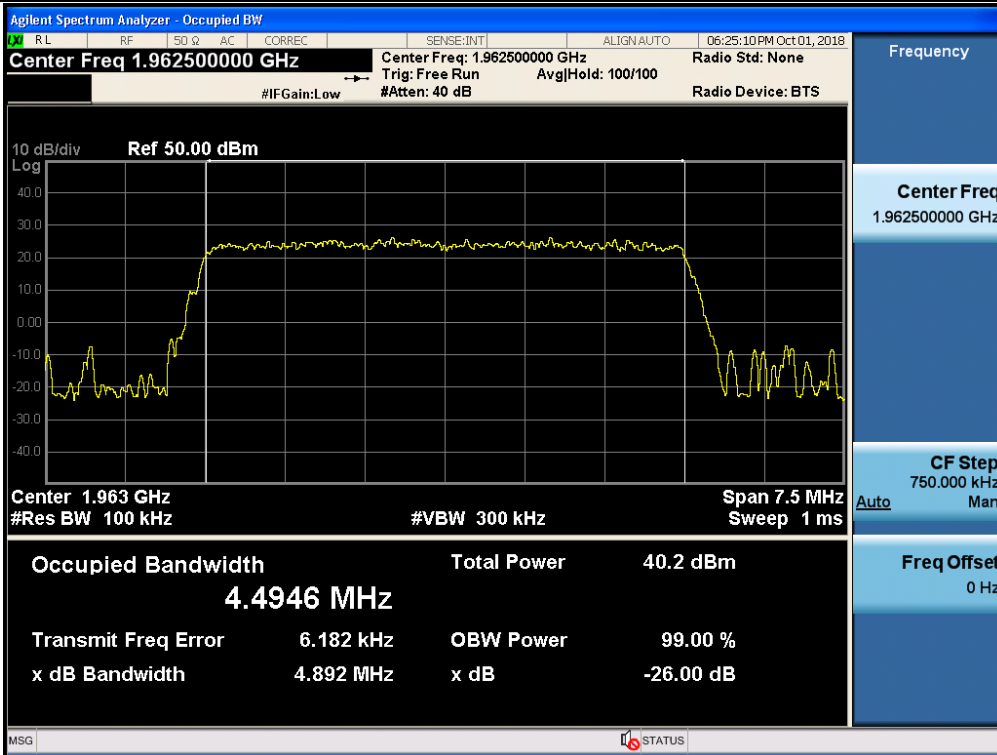 Agilent Spectrum Analyzer - Occupied BW
LXI RL RF 50 Ω AC CORREC SENSE:INT ALIGN AUTO 06:25:10 PM Oct 01, 2018
Center Freq 1.962500000 GHz
Center Freq: 1.962500000 GHz
Radio Std: None
Trig: Free Run Avg|Hold: 100/100
#IFGain:Low
#Atten: 40 dB
Radio Device: BTS
10 dB/div Ref 50.00 dBm
Log
40.0
30.0
20.0
10.0
0.00
-10.0
-20.0
-30.0
-40.0
Center 1.963 GHz Span 7.5 MHz
#Res BW 100 kHz #VBW 300 kHz Sweep 1 ms
Occupied Bandwidth Total Power 40.2 dBm
4.4946 MHz
Transmit Freq Error 6.182 kHz OBW Power 99.00 %
x dB Bandwidth 4.892 MHz x dB -26.00 dB
MSG STATUS
Frequency
Center Freq
1.962500000 GHz
CF Step
750.000 kHz
Auto Man
Freq Offset
0 Hz